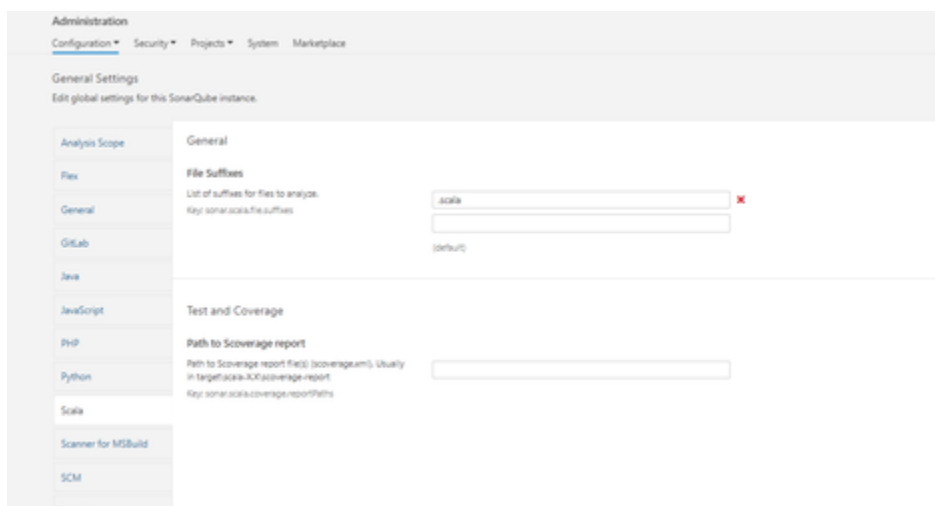 Administration
Configuration Security Projects System Marketplace
General Settings
Edit global settings for this SonarQube instance.
Analysis Scope
Flex
General
GitLab
Java
JavaScript
PHP
Python
Scala
Scanner for MSBuild
SCM
General
File Suffixes
List of suffixes for files to analyze.
Key: sonar.scala.file.suffixes
.scala
(default)
Test and Coverage
Path to Scoverage report
Path to Scoverage report file(s) (scoverage.xml). Usually
in target\scala-X.X\scoverage-report
Key: sonar.scala.coverage.reportPaths